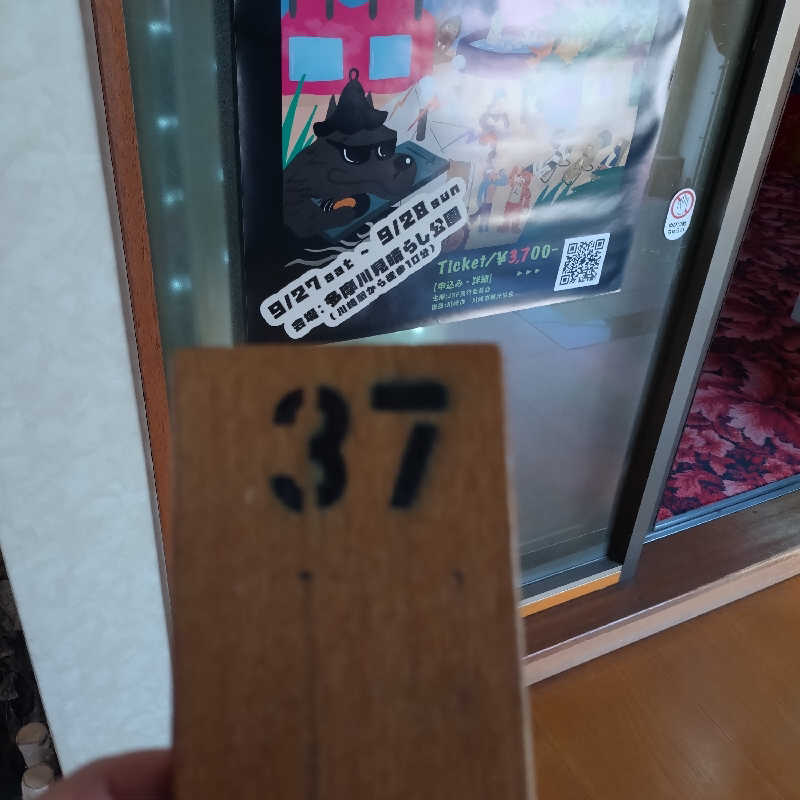 9/27 sat - 9/28 sun
会場：多摩川見晴らし公園
(川崎駅から徒歩10分)
Ticket/¥3,700-
[申込み・詳細]
37